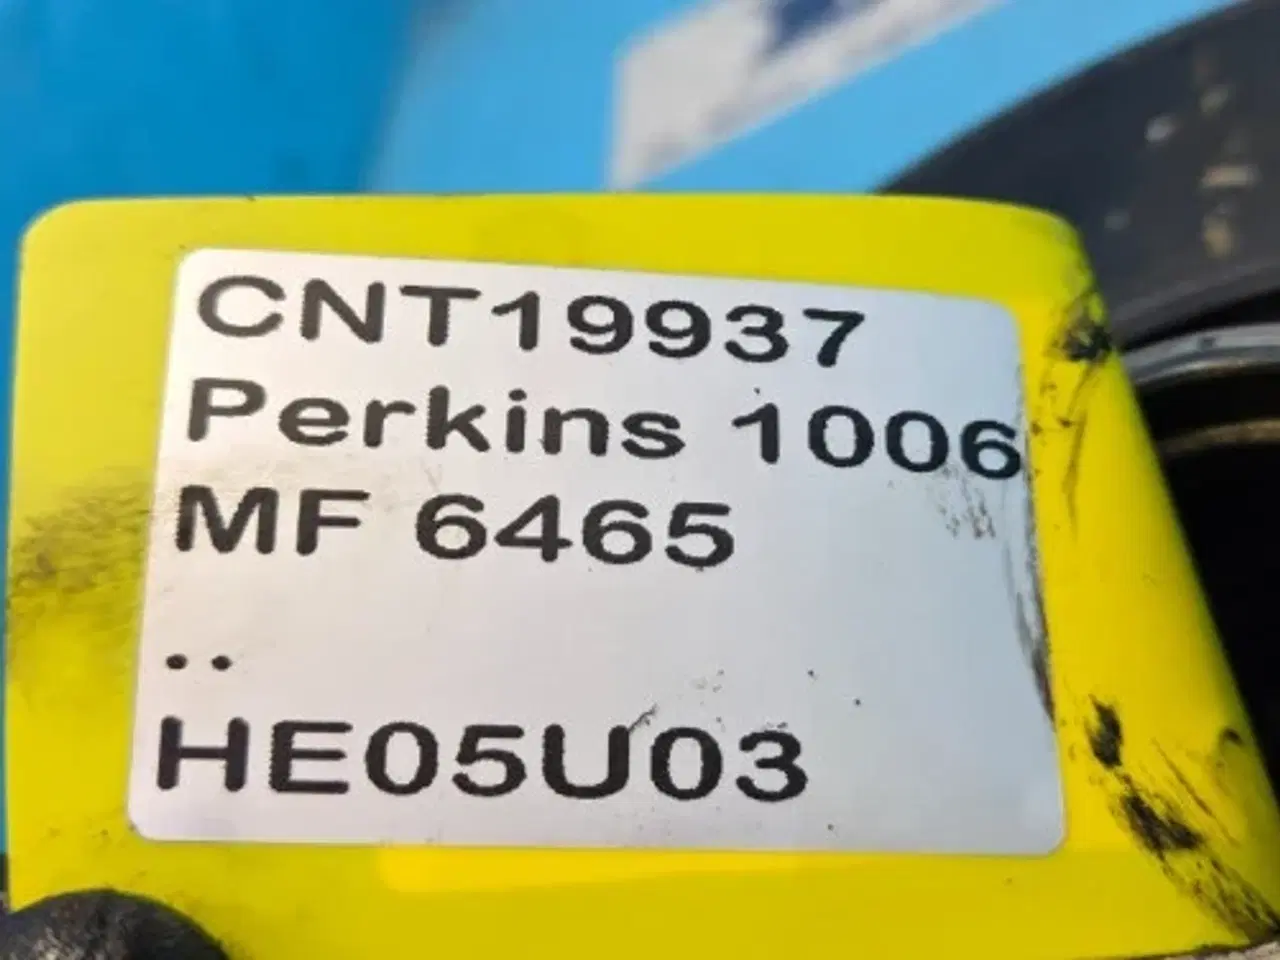 CNT19937
Perkins 1006
MF 6465
..
HE05U03